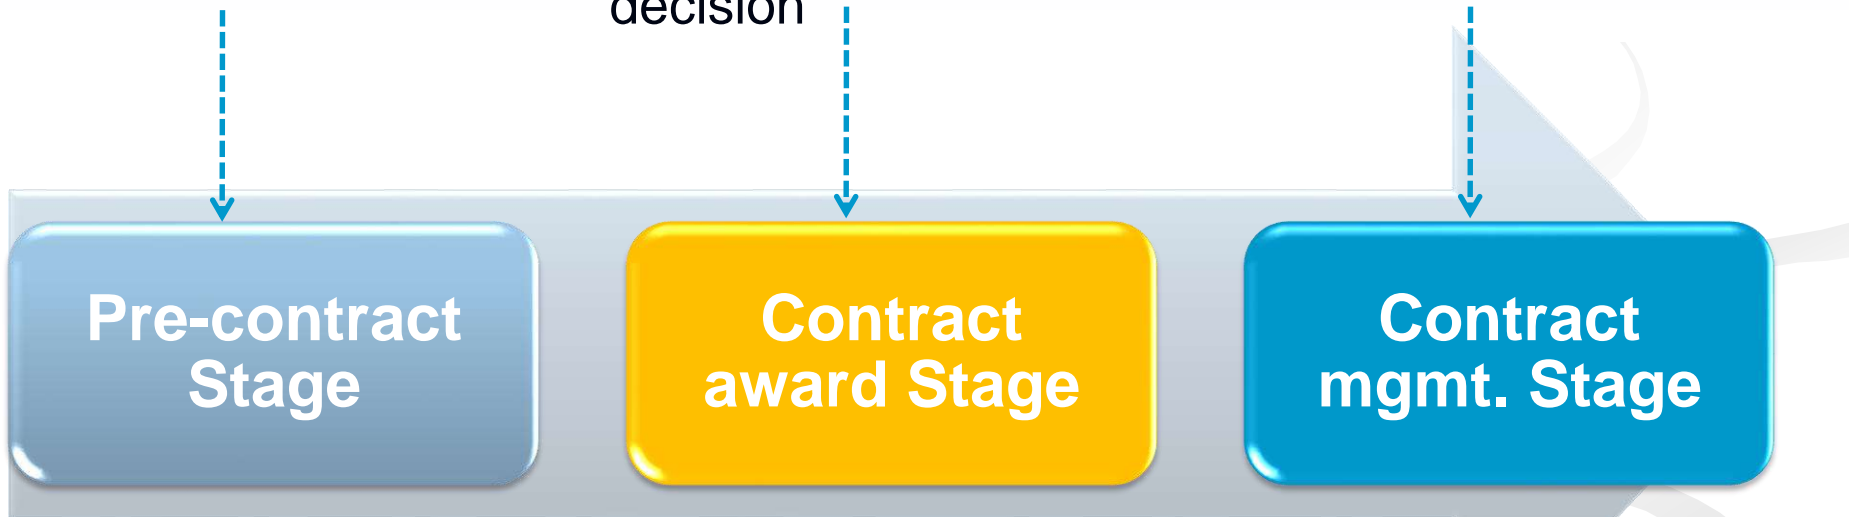 decision
Pre-contract
Stage
Contract
award Stage
Contract
mgmt. Stage